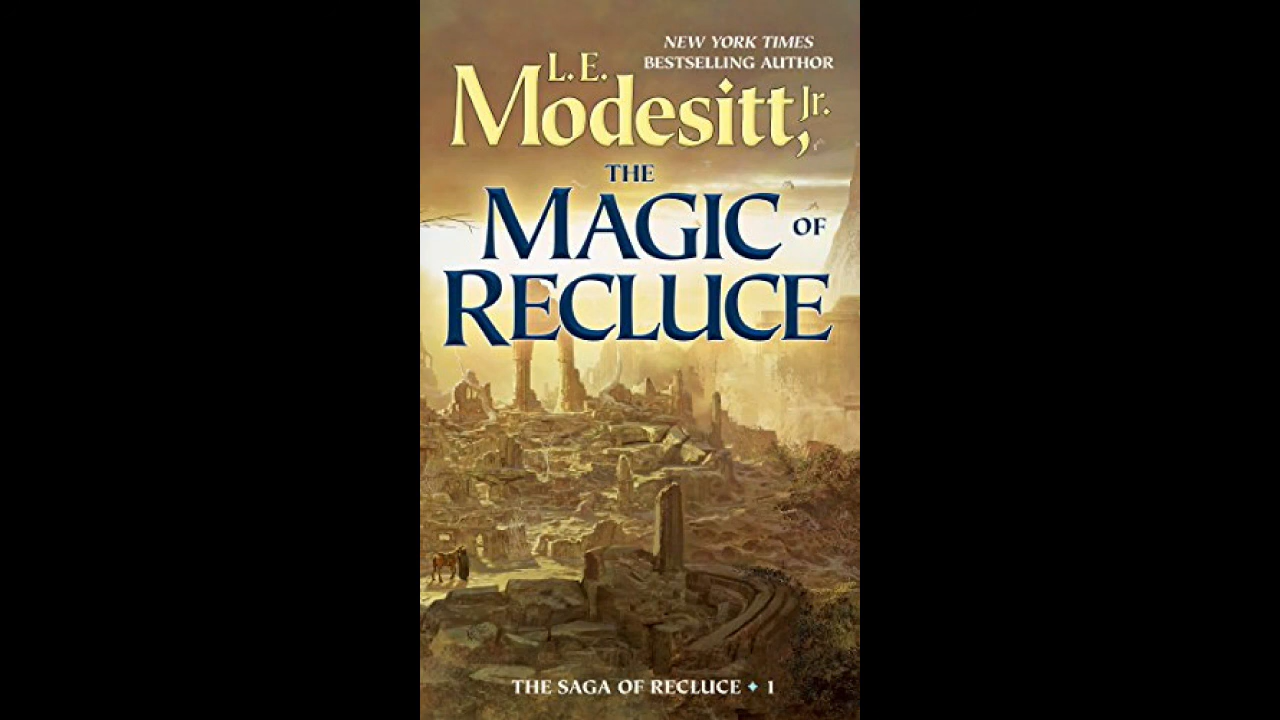 NEW YORK TIMES
BESTSELLING AUTHOR
L.E.
Modesitt, Jr.
THE
MAGIC OF
RECLUCE
THE SAGA OF RECLUCE ✦ 1